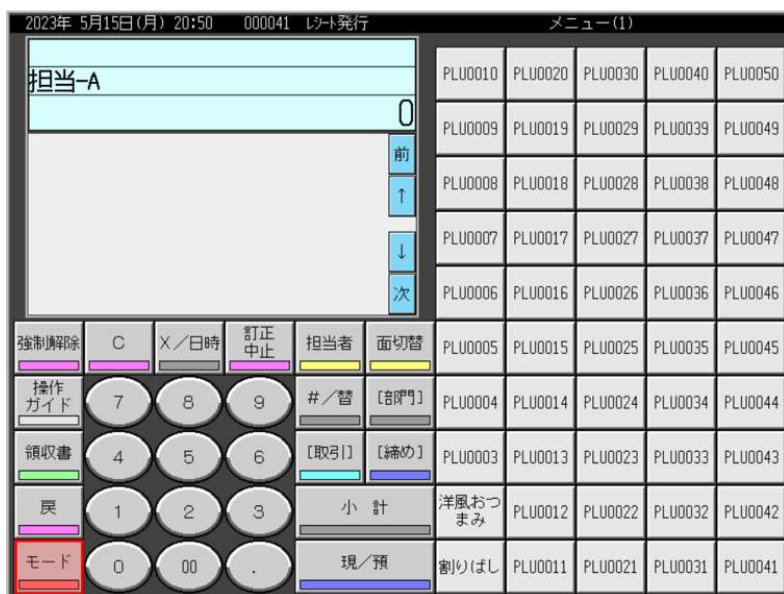 2023年 5月15日(月) 20:50 000041 レシート発行 メニュー(1)
担当-A
0
前
↑
↓
次
PLU0010 PLU0020 PLU0030 PLU0040 PLU0050
PLU0009 PLU0019 PLU0029 PLU0039 PLU0049
PLU0008 PLU0018 PLU0028 PLU0038 PLU0048
PLU0007 PLU0017 PLU0027 PLU0037 PLU0047
PLU0006 PLU0016 PLU0026 PLU0036 PLU0046
強制解除 C X/日時 訂正
中止 担当者 面切替 PLU0005 PLU0015 PLU0025 PLU0035 PLU0045
操作
ガイド 7 8 9 #/替 [部門] PLU0004 PLU0014 PLU0024 PLU0034 PLU0044
領収書 4 5 6 [取引] [締め] PLU0003 PLU0013 PLU0023 PLU0033 PLU0043
戻 1 2 3 小 計 洋風おつ
まみ PLU0012 PLU0022 PLU0032 PLU0042
モード 0 00 . 現/預 割りばし PLU0011 PLU0021 PLU0031 PLU0041